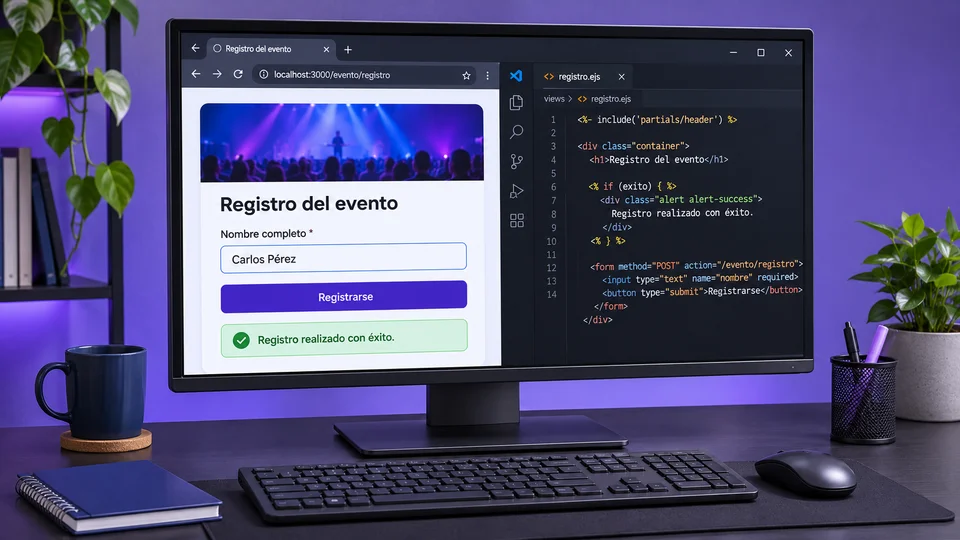 Registro del evento
localhost:3000/evento/registro
Registro del evento
Nombre completo *
Carlos Pérez
Registrarse
Registro realizado con éxito.
registro.ejs
views > <> registro.ejs
1 <%- include('partials/header') %>
2
3 <div class="container">
4 <h1>Registro del evento</h1>
5
6 <% if (exito) { %>
7 <div class="alert alert-success">
8 Registro realizado con éxito.
9 </div>
10 <% } %>
11
12 <form method="POST" action="/evento/registro">
13 <input type="text" name="nombre" required>
14 <button type="submit">Registrarse</button>
</form>
</div>